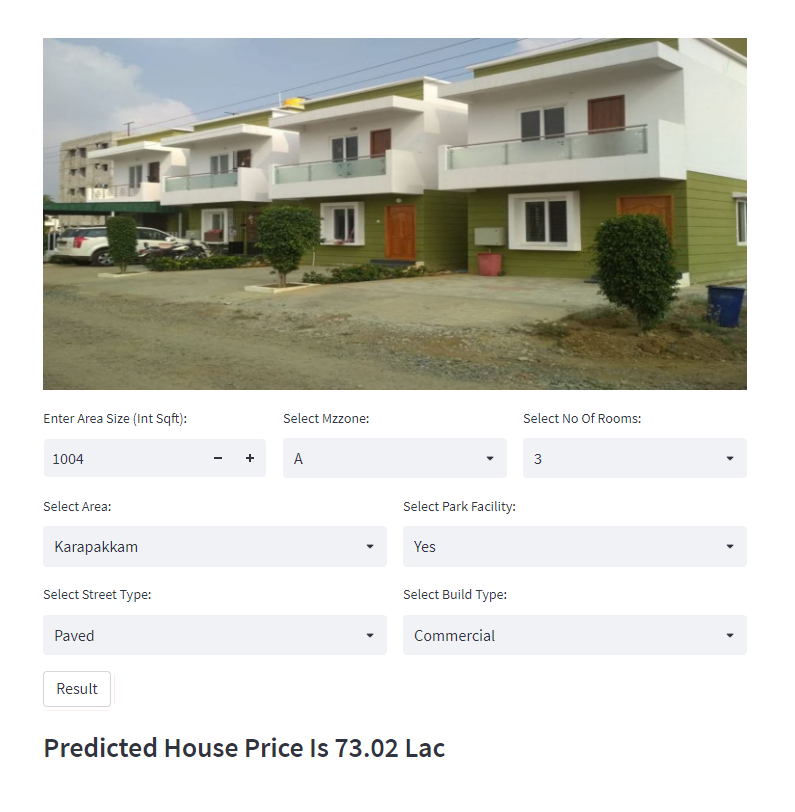 Enter Area Size (Int Sqft):
Select Mzzone:
Select No Of Rooms:
1004
A
3
Select Area:
Select Park Facility:
Karapakkam
Yes
Select Street Type:
Select Build Type:
Paved
Commercial
Result
Predicted House Price Is 73.02 Lac